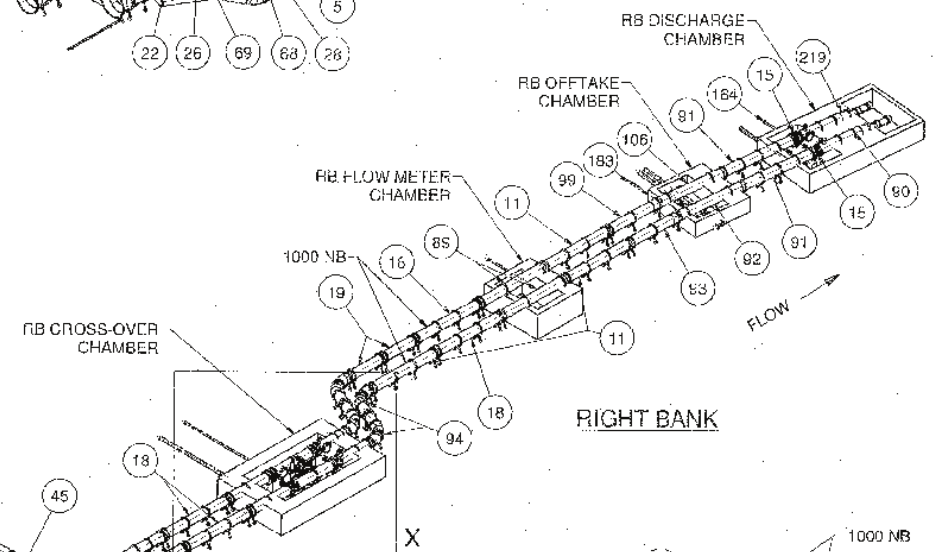 5
22
26
69
68
28
RB DISCHARGE
CHAMBER
219
15
RB OFFTAKE
CHAMBER
184
91
106
183
RB FLOW METER
CHAMBER
99
11
90
15
91
92
93
89
1000 NB
16
19
FLOW
RB CROSS-OVER
CHAMBER
11
18
RIGHT BANK
94
18
45
X
1000 NB